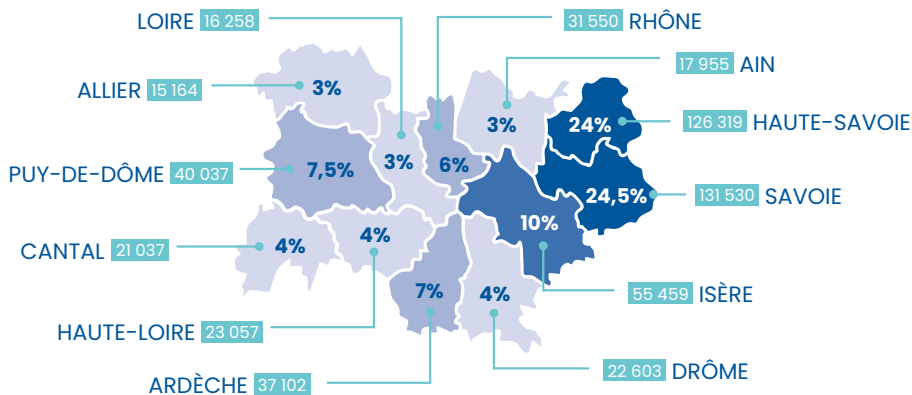 LOIRE 16 258
31 550 RHÔNE
17 955 AIN
ALLIER 15 164
3%
3%
24%
126 319 HAUTE-SAVOIE
PUY-DE-DÔME 40 037
7,5%
3%
6%
24,5%
131 530 SAVOIE
10%
CANTAL 21 037
4%
4%
7%
4%
55 459 ISÈRE
HAUTE-LOIRE 23 057
22 603 DRÔME
ARDÈCHE 37 102